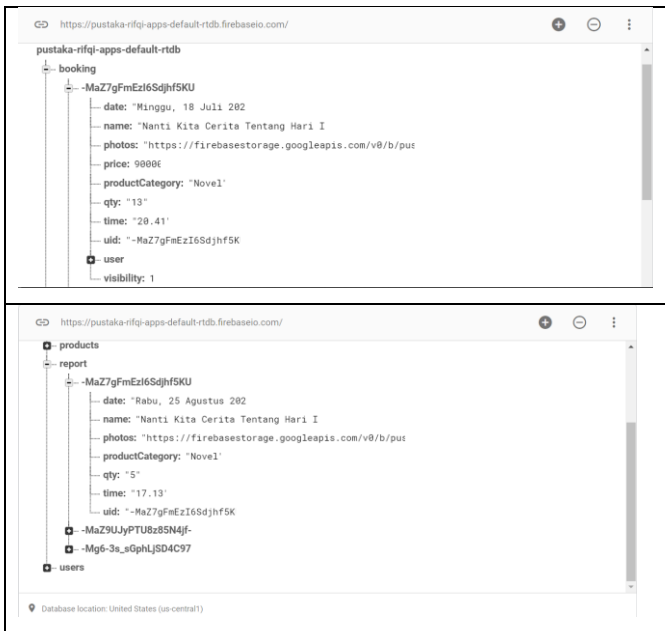 https://pustaka-rifqi-apps-default-rtdb.firebaseio.com/
pustaka-rifqi-apps-default-rtdb
booking
-MaZ7gFmEzI6Sdjhf5KU
date: "Minggu, 18 Juli 202
name: "Nanti Kita Cerita Tentang Hari I
photos: "https://firebasestorage.googleapis.com/v0/b/pus
price: 90000
productCategory: "Novel'
qty: "13"
time: "20.41'
uid: "-MaZ7gFmEzI6Sdjhf5K
user
visibility: 1
https://pustaka-rifqi-apps-default-rtdb.firebaseio.com/
products
report
-MaZ7gFmEzI6Sdjhf5KU
date: "Rabu, 25 Agustus 202
name: "Nanti Kita Cerita Tentang Hari I
photos: "https://firebasestorage.googleapis.com/v0/b/pus
productCategory: "Novel'
qty: "5"
time: "17.13'
uid: "-MaZ7gFmEzI6Sdjhf5K
-MaZ9UJyPTU8z85N4jf-
-Mg6-3s_sGphLjSD4C97
users
Database location: United States (us-central1)